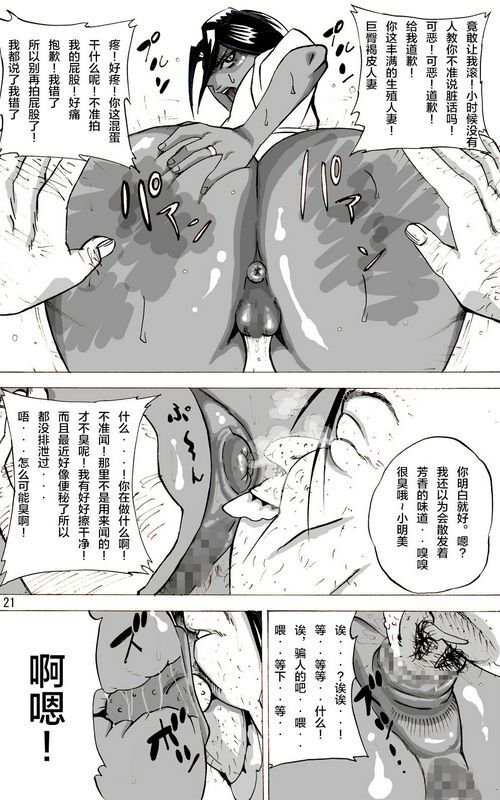 竟敢让我滚！小时候没有
人教你不准说脏话吗！
可恶！可恶！道歉！
给我道歉！
你这丰满的生殖人妻！
巨臀褐皮人妻
疼！好疼！你这混蛋
干什么呢！不准拍
我的屁股！好痛
抱歉！我错了
所以别再拍屁股了！
我都说了我错了
パァン
パァン
你明白就好。嗯？
我还以为会散发着
芳香的味道．．嗅嗅
很臭哦～小明美
ぷ〜ん
什么．．．！你在做什么啊！
不准闻！那里不是用来闻的！
才不臭呢！我有好好擦干净！
而且最近好像便秘了所以
都没排泄过．．．
唔．．．怎么可能臭啊！
21
诶．．．？诶诶！
等．．等等．．什么！
诶，骗人的吧．．喂．．
喂．．等下．．等．．
啊嗯！